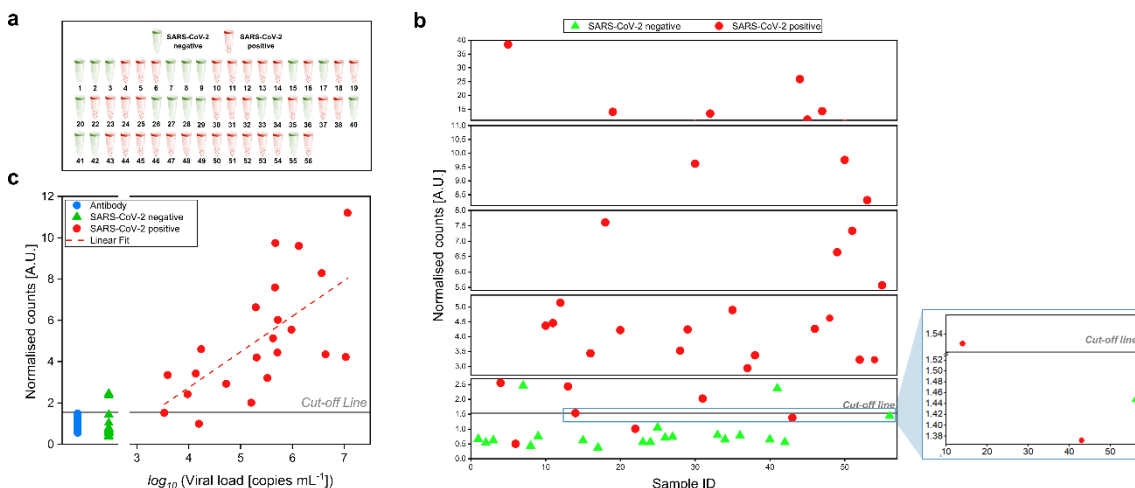 a
SARS-CoV-2 negative
SARS-CoV-2 positive
1 2 3 4 5 6 7 8 9 10 11 12 13 14 15 16 17 18 19
20 22 23 24 25 26 27 28 29 30 31 32 33 34 35 36 37 38 40
41 42 43 44 45 46 47 48 49 50 51 52 53 54 55 56
b
SARS-CoV-2 negative SARS-CoV-2 positive
Normalised counts [A.U.]
40
35
30
25
20
15
11.0
10.5
10.0
9.5
9.0
8.5
8.0
7.5
7.0
6.5
6.0
5.5
5.0
4.5
4.0
3.5
3.0
2.5
2.0
1.5
1.0
0.5
0.0
Cut-off line
0 10 20 30 40 50
Sample ID
1.54
1.52
1.50
1.48
1.46
1.44
1.42
1.40
1.38
Cut-off line
10 20 30 40 50
c
Normalised counts [A.U.]
12
10
8
6
4
2
0
Antibody
SARS-CoV-2 negative
SARS-CoV-2 positive
Linear Fit
Cut-off Line
3 4 5 6 7
log10 (Viral load [copies mL-1])